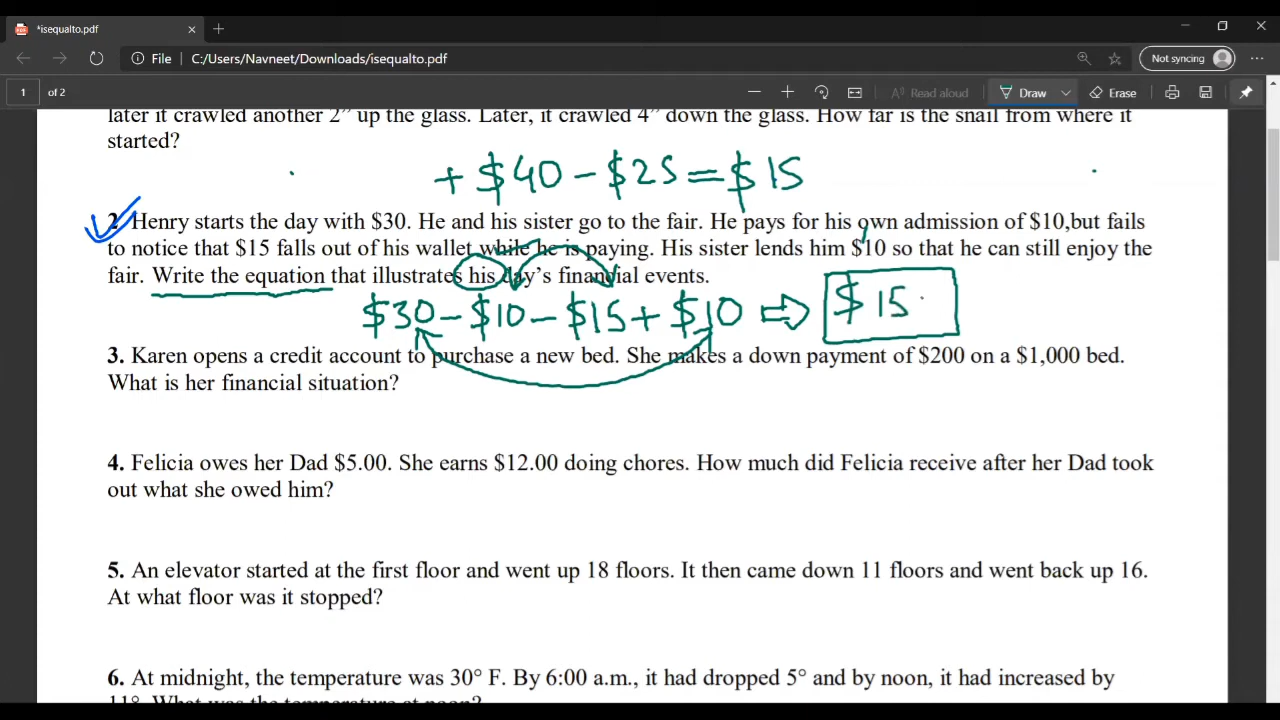 *isequalto.pdf
File C:/Users/Navneet/Downloads/isequalto.pdf Not syncing
1 of 2 Read aloud Draw Erase
later it crawled another 2” up the glass. Later, it crawled 4” down the glass. How far is the snail from where it
started?
+ $40 - $25 = $15
2. Henry starts the day with $30. He and his sister go to the fair. He pays for his own admission of $10,but fails
to notice that $15 falls out of his wallet while he is paying. His sister lends him $10 so that he can still enjoy the
fair. Write the equation that illustrates his day’s financial events.
$30 - $10 - $15 + $10 ⇒ $15
3. Karen opens a credit account to purchase a new bed. She makes a down payment of $200 on a $1,000 bed.
What is her financial situation?
4. Felicia owes her Dad $5.00. She earns $12.00 doing chores. How much did Felicia receive after her Dad took
out what she owed him?
5. An elevator started at the first floor and went up 18 floors. It then came down 11 floors and went back up 16.
At what floor was it stopped?
6. At midnight, the temperature was 30° F. By 6:00 a.m., it had dropped 5° and by noon, it had increased by
11°. What was the temperature at noon?